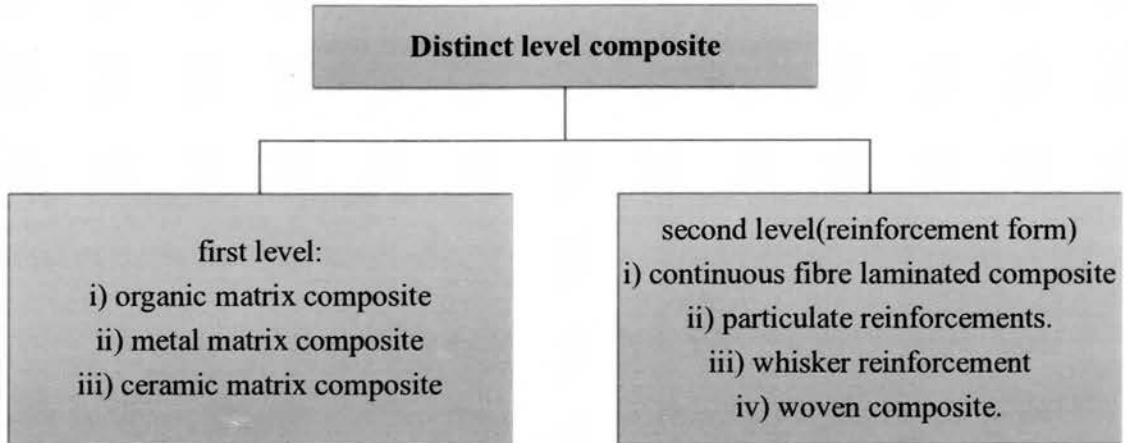 Distinct level composite
first level:
i) organic matrix composite
ii) metal matrix composite
iii) ceramic matrix composite
second level(reinforcement form)
i) continuous fibre laminated composite
ii) particulate reinforcements.
iii) whisker reinforcement
iv) woven composite.